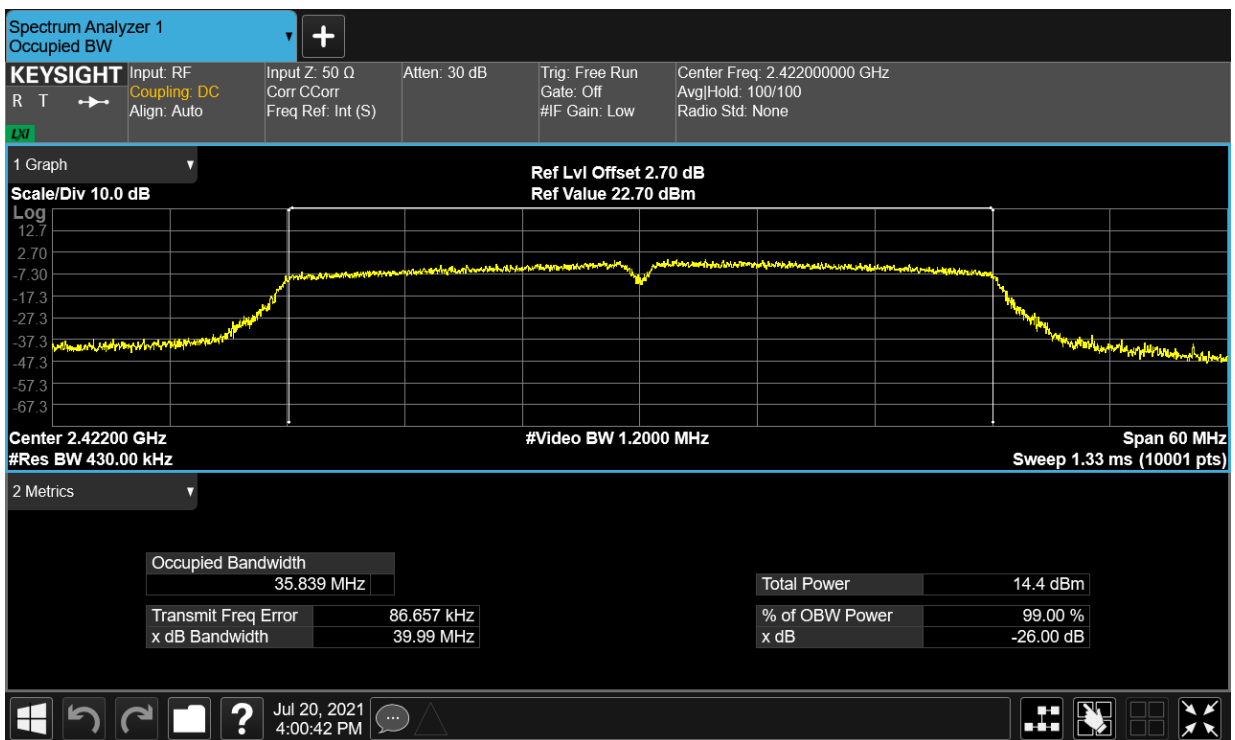 Spectrum Analyzer 1
Occupied BW
KEYSIGHT
R T
LXI
Input: RF
Coupling: DC
Align: Auto
Input Z: 50 Ω
Corr CCorr
Freq Ref: Int (S)
Atten: 30 dB
Trig: Free Run
Gate: Off
#IF Gain: Low
Center Freq: 2.422000000 GHz
Avg|Hold: 100/100
Radio Std: None
1 Graph
Scale/Div 10.0 dB
Ref Lvl Offset 2.70 dB
Ref Value 22.70 dBm
Log
12.7
2.70
-7.30
-17.3
-27.3
-37.3
-47.3
-57.3
-67.3
Center 2.42200 GHz
#Video BW 1.2000 MHz
Span 60 MHz
#Res BW 430.00 kHz
Sweep 1.33 ms (10001 pts)
2 Metrics
Occupied Bandwidth
35.839 MHz
Total Power 14.4 dBm
Transmit Freq Error 86.657 kHz
% of OBW Power 99.00 %
x dB Bandwidth 39.99 MHz
x dB -26.00 dB
Jul 20, 2021
4:00:42 PM